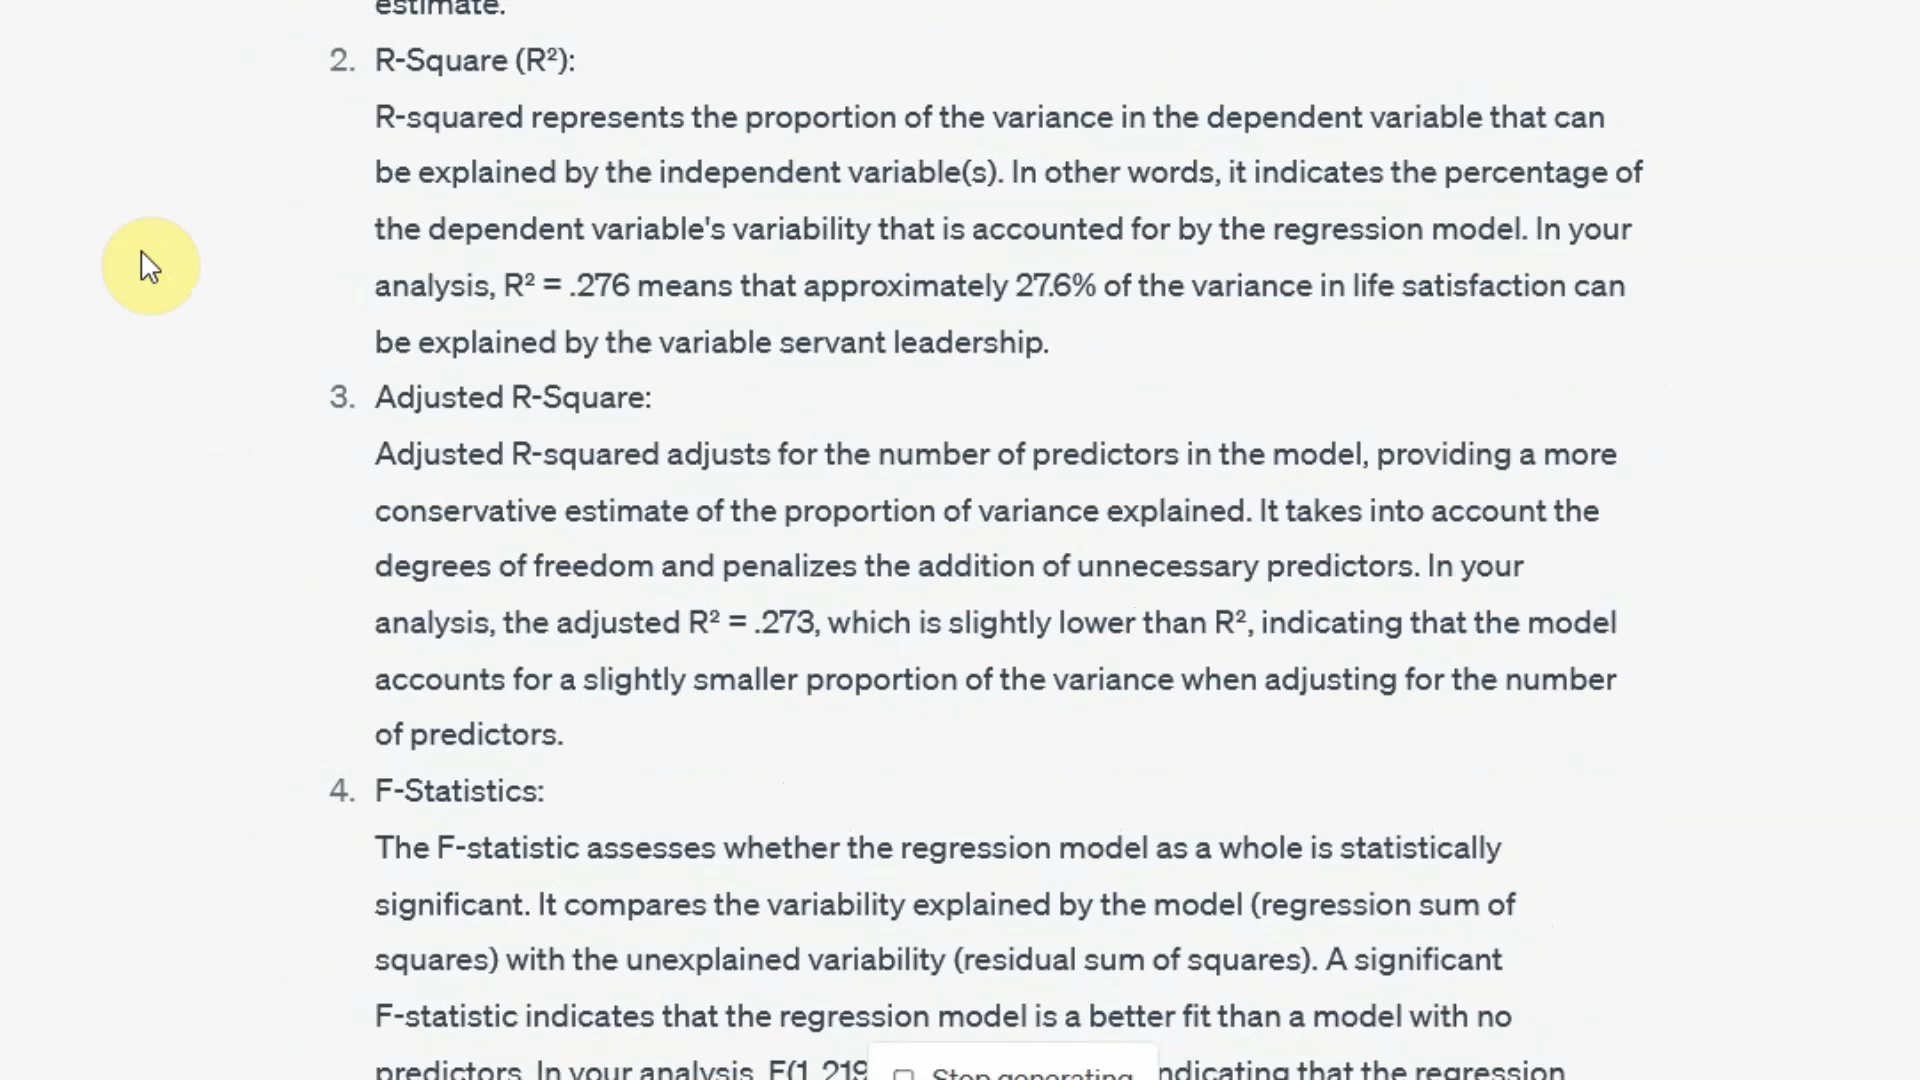 estimate.
2. R-Square (R²):
R-squared represents the proportion of the variance in the dependent variable that can
be explained by the independent variable(s). In other words, it indicates the percentage of
the dependent variable's variability that is accounted for by the regression model. In your
analysis, R² = .276 means that approximately 27.6% of the variance in life satisfaction can
be explained by the variable servant leadership.
3. Adjusted R-Square:
Adjusted R-squared adjusts for the number of predictors in the model, providing a more
conservative estimate of the proportion of variance explained. It takes into account the
degrees of freedom and penalizes the addition of unnecessary predictors. In your
analysis, the adjusted R² = .273, which is slightly lower than R², indicating that the model
accounts for a slightly smaller proportion of the variance when adjusting for the number
of predictors.
4. F-Statistics:
The F-statistic assesses whether the regression model as a whole is statistically
significant. It compares the variability explained by the model (regression sum of
squares) with the unexplained variability (residual sum of squares). A significant
F-statistic indicates that the regression model is a better fit than a model with no
predictors. In your analysis, F(1, 219 ndicating that the regression
Stop generating